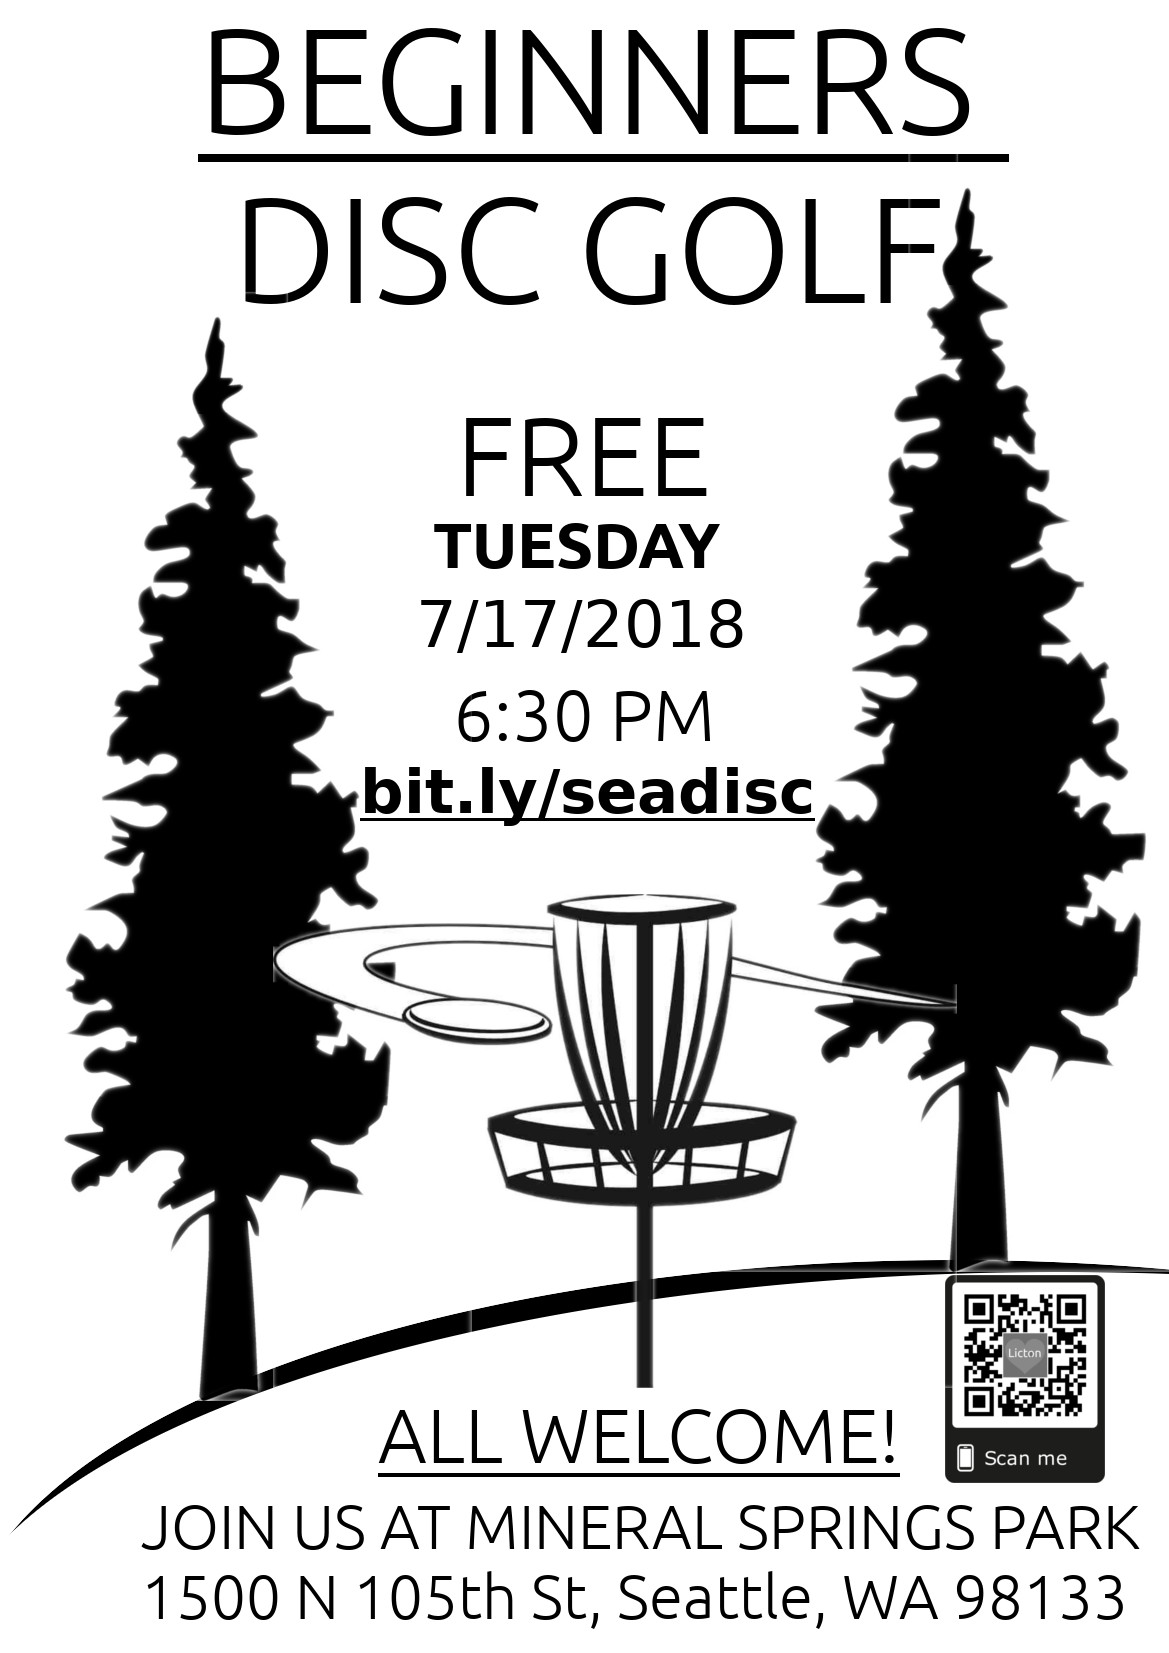 BEGINNERS
DISC GOLF
FREE
TUESDAY
7/17/2018
6:30 PM
bit.ly/seadisc
Licton
Scan me
ALL WELCOME!
JOIN US AT MINERAL SPRINGS PARK
1500 N 105th St, Seattle, WA 98133